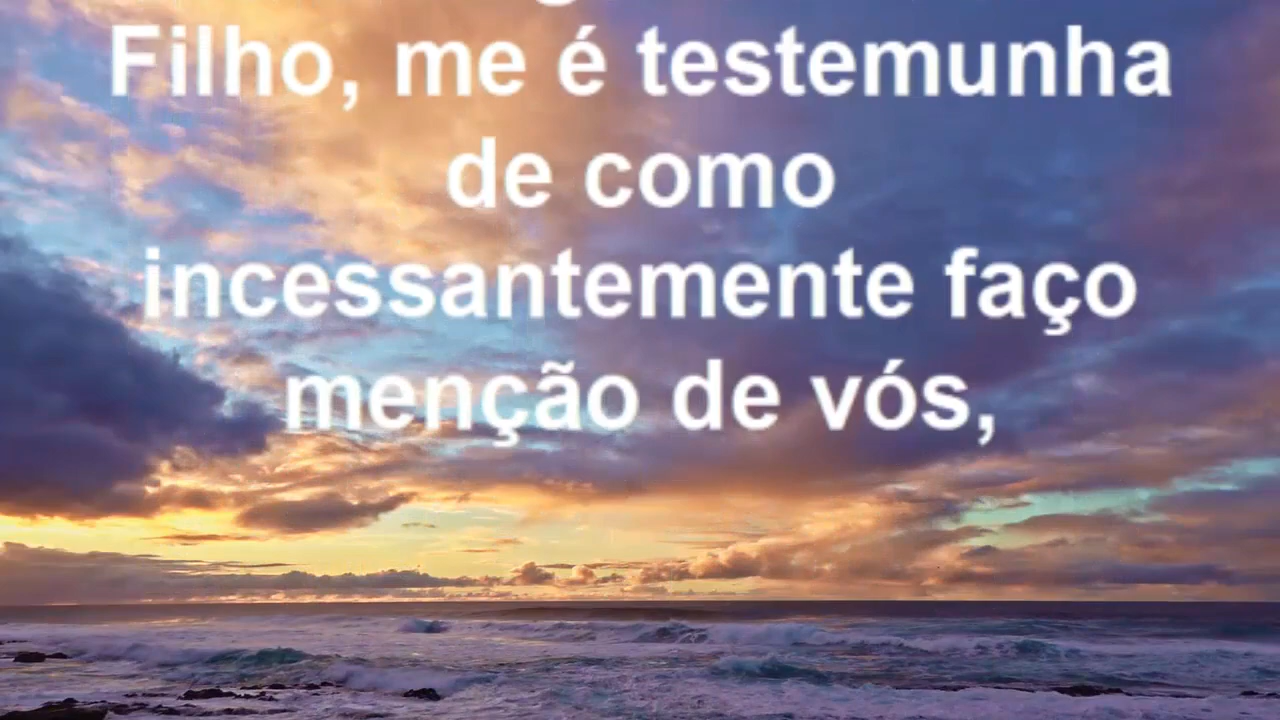 Filho, me é testemunha
de como
incessantemente faço
menção de vós,